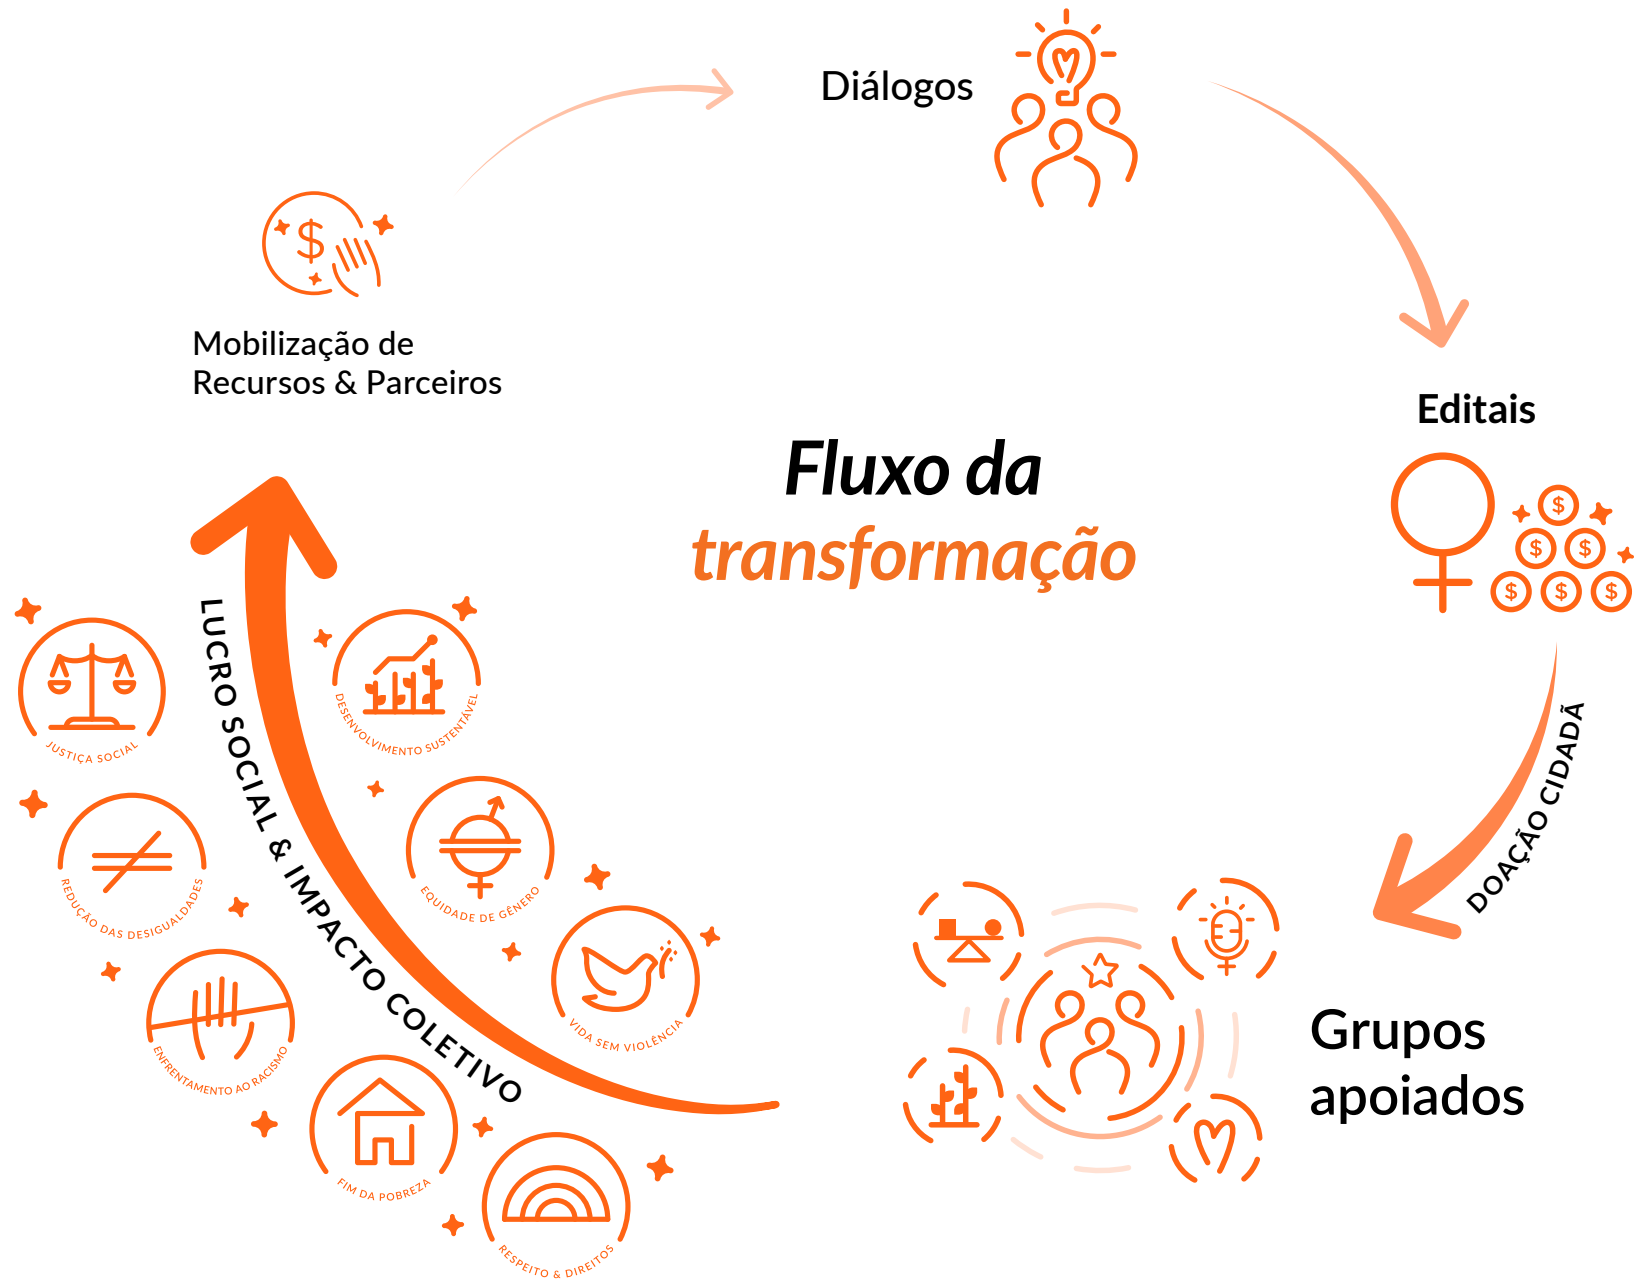 Diálogos
Mobilização de
Recursos & Parceiros
Editais
Fluxo da
transformação
DOAÇÃO CIDADÃ
Grupos
apoiados
LUCRO SOCIAL & IMPACTO COLETIVO
JUSTIÇA SOCIAL
DESENVOLVIMENTO SUSTENTÁVEL
REDUÇÃO DAS DESIGUALDADES
EQUIDADE DE GÊNERO
ENFRENTAMENTO AO RACISMO
VIDA SEM VIOLÊNCIA
FIM DA POBREZA
RESPEITO & DIREITOS
$
$
$ $
$ $ $